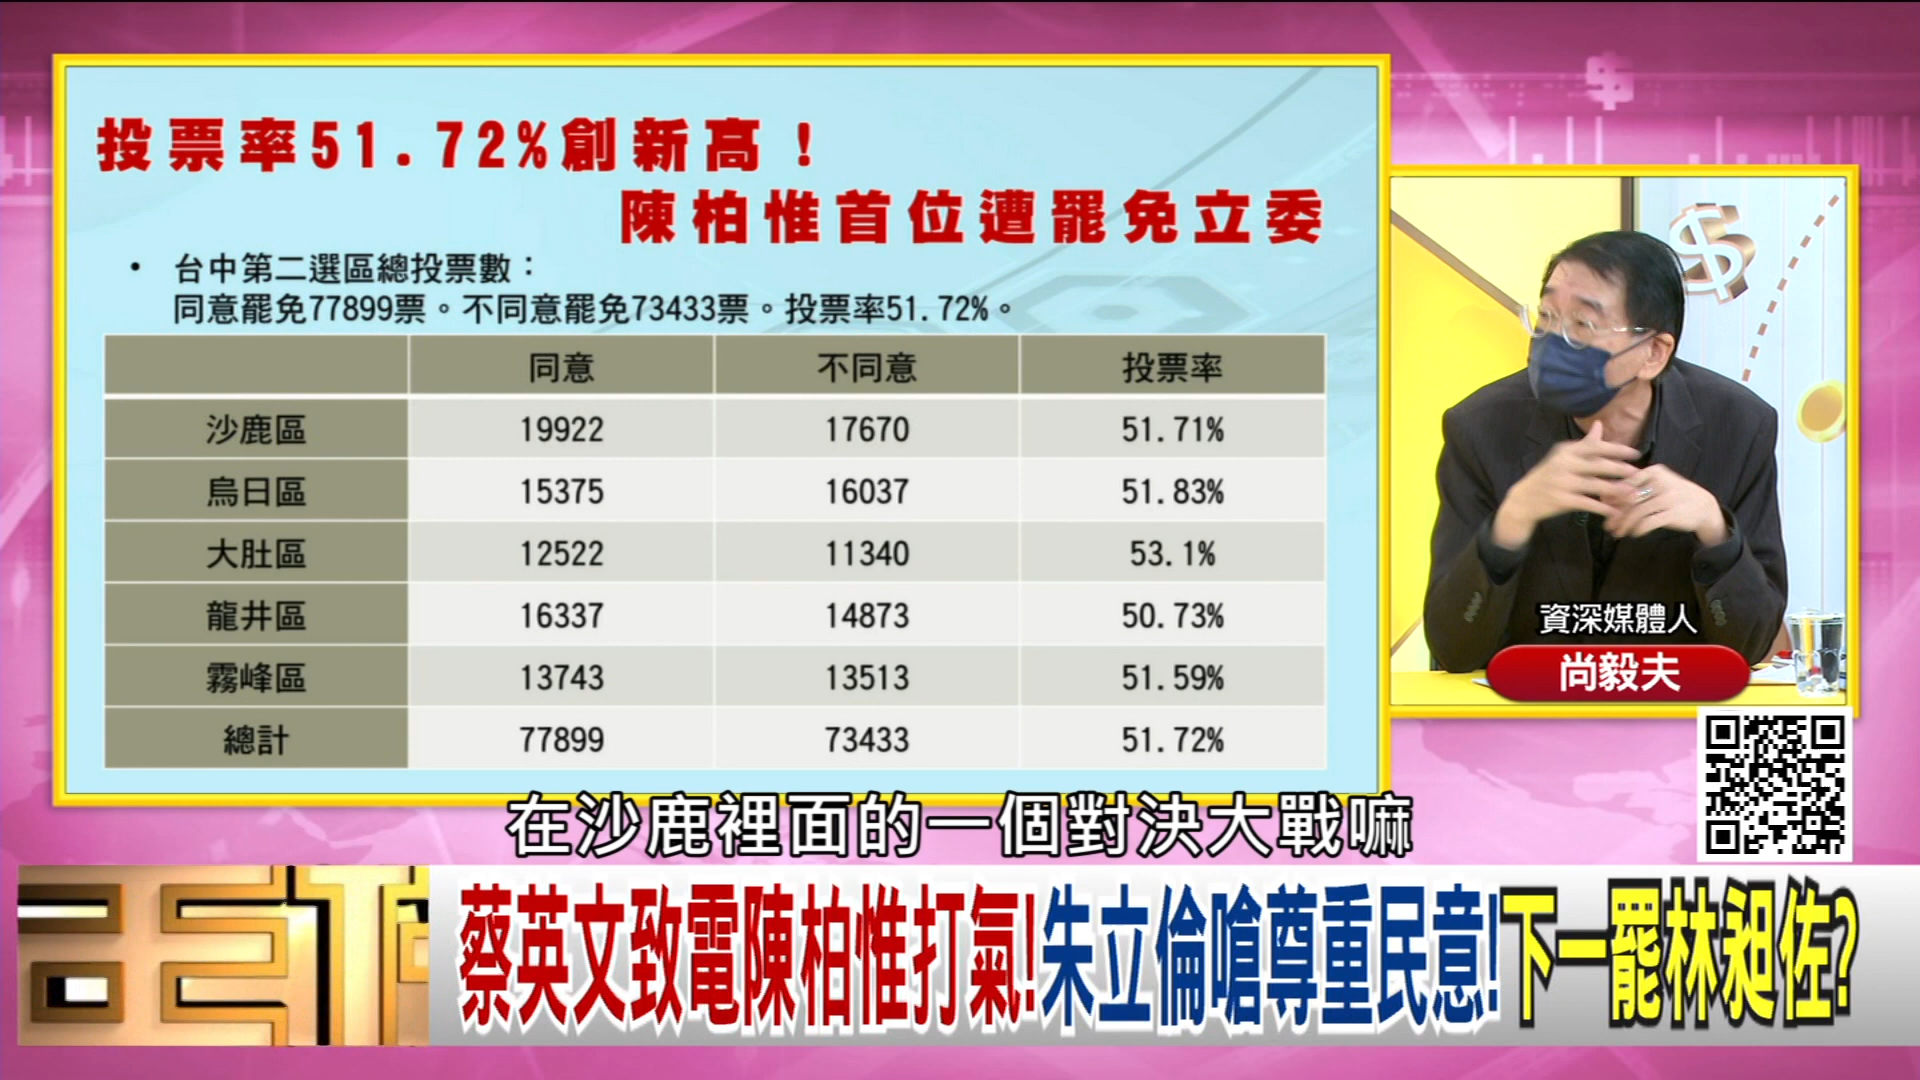 投票率51.72%創新高！
陳柏惟首位遭罷免立委
• 台中第二選區總投票數：
同意罷免77899票。不同意罷免73433票。投票率51.72%。
同意 不同意 投票率
沙鹿區 19922 17670 51.71%
烏日區 15375 16037 51.83%
大肚區 12522 11340 53.1%
龍井區 16337 14873 50.73%
霧峰區 13743 13513 51.59%
總計 77899 73433 51.72%
資深媒體人
尚毅夫
在沙鹿裡面的一個對決大戰嘛
蔡英文致電陳柏惟打氣!朱立倫嗆尊重民意!下一罷林昶佐?